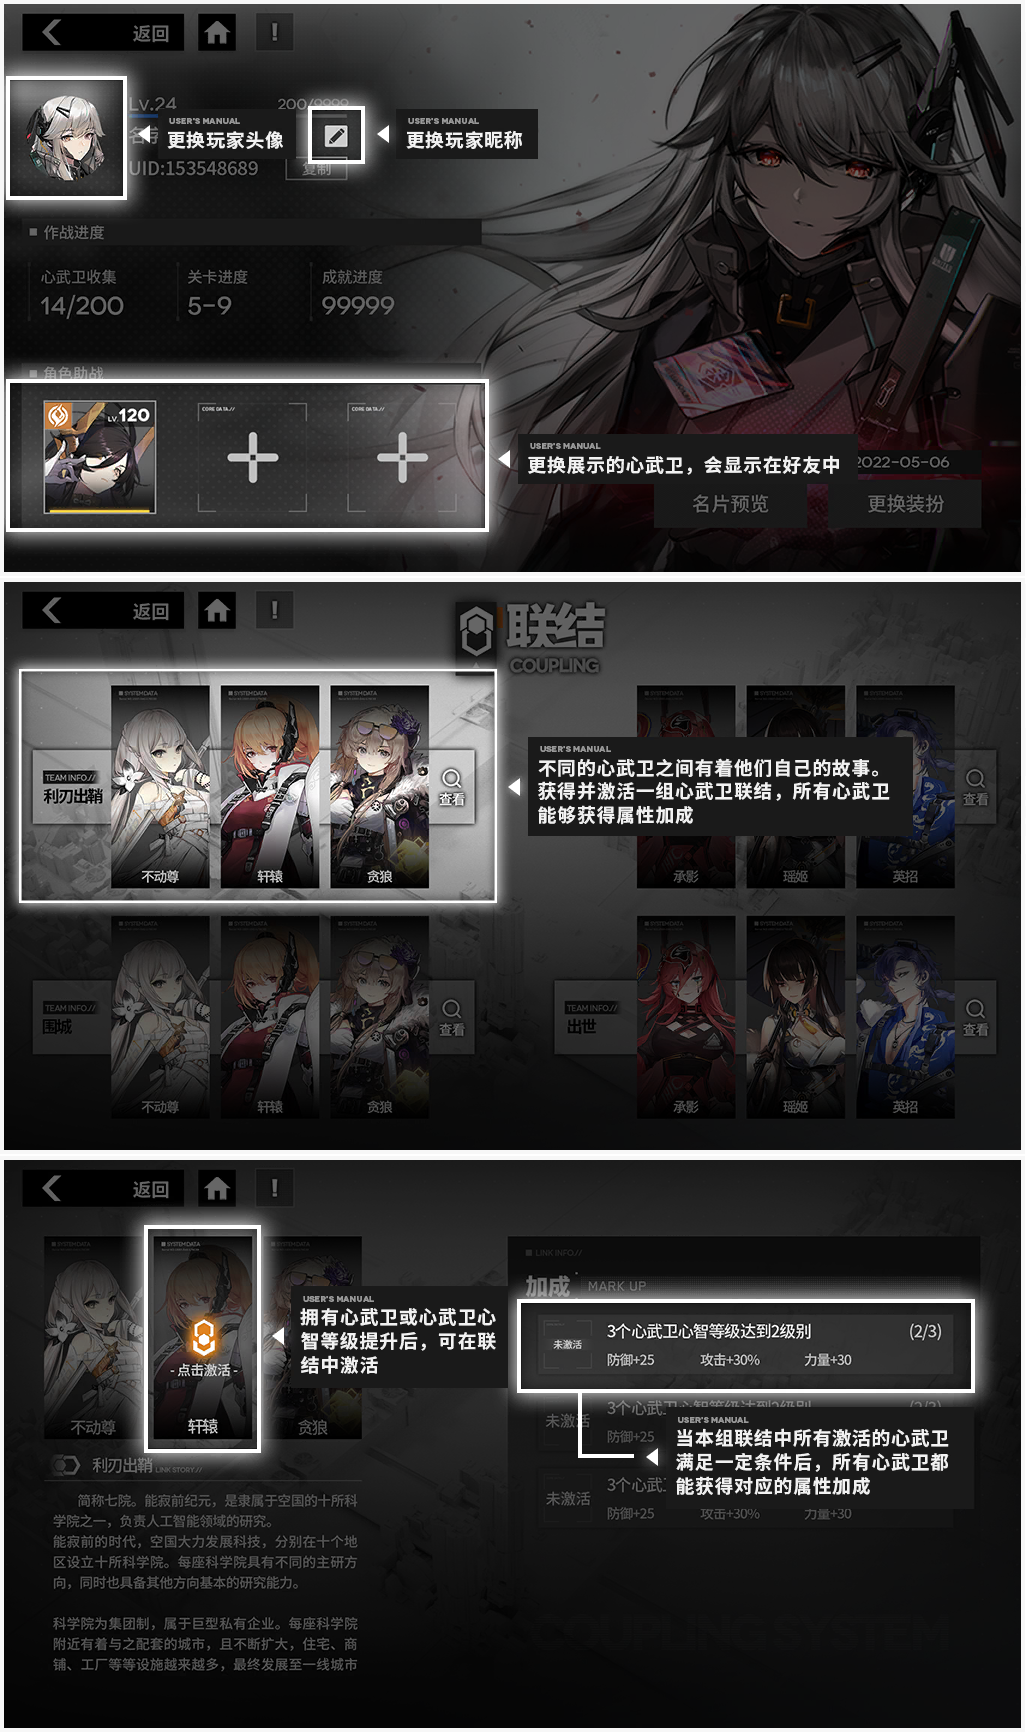 返回
!
Lv.24
200/9999
USER'S MANUAL
更换玩家头像
USER'S MANUAL
更换玩家昵称
UID:153548689
复制
作战进度
心武卫收集
关卡进度
成就进度
14/200
5-9
99999
角色助战
LV.120
CORE DATA.//
CORE DATA.//
USER'S MANUAL
更换展示的心武卫，会显示在好友中
2022-05-06
名片预览
更换装扮
返回
!
联结
COUPLING
SYSTEMDATA
SYSTEMDATA
SYSTEMDATA
TEAM INFO//
利刃出鞘
查看
不动尊
轩辕
贪狼
USER'S MANUAL
不同的心武卫之间有着他们自己的故事。
获得并激活一组心武卫联结，所有心武卫
能够获得属性加成
查看
承影
瑶姬
英招
TEAM INFO//
围城
查看
不动尊
轩辕
贪狼
TEAM INFO//
出世
查看
承影
瑶姬
英招
返回
!
SYSTEMDATA
SYSTEMDATA
SYSTEMDATA
- 点击激活 -
不动尊
轩辕
贪狼
USER'S MANUAL
拥有心武卫或心武卫心
智等级提升后，可在联
结中激活
利刃出鞘 LINK STORY//
简称七院。能寂前纪元，是隶属于空国的十所科
学院之一，负责人工智能领域的研究。
能寂前的时代，空国大力发展科技，分别在十个地
区设立十所科学院。每座科学院具有不同的主研方
向，同时也具备其他方向基本的研究能力。
科学院为集团制，属于巨型私有企业。每座科学院
附近有着与之配套的城市，且不断扩大，住宅、商
铺、工厂等等设施越来越多，最终发展至一线城市
LINK INFO//
加成 MARK UP
未激活
3个心武卫心智等级达到2级别
(2/3)
防御+25
攻击+30%
力量+30
未激活
3个心武卫心智等级达到2级别
(2/3)
防御+25
USER'S MANUAL
当本组联结中所有激活的心武卫
满足一定条件后，所有心武卫都
能获得对应的属性加成
未激活
3个心武
防御+25
攻击+30%
力量+30